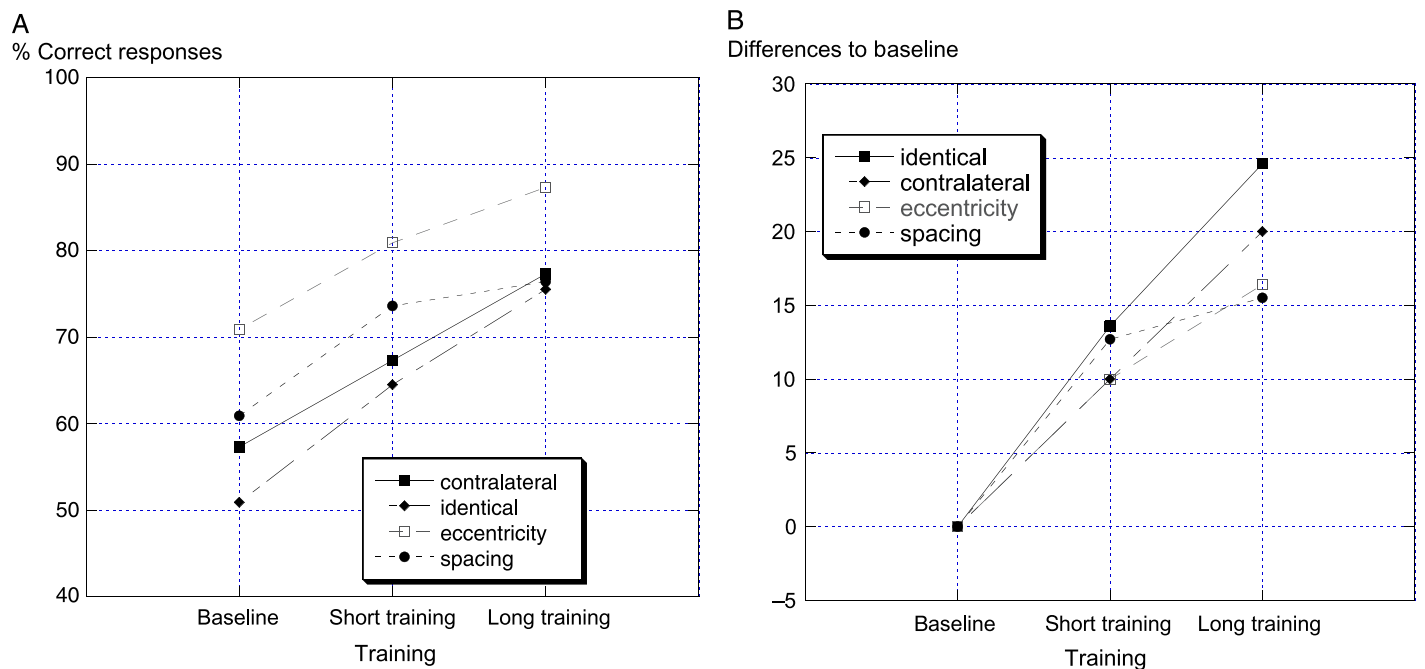 A
% Correct responses
100
90
80
70
60
50
40
contralateral
identical
eccentricity
spacing
Baseline Short training Long training
Training
B
Differences to baseline
30
25
20
15
10
5
0
–5
identical
contralateral
eccentricity
spacing
Baseline Short training Long training
Training